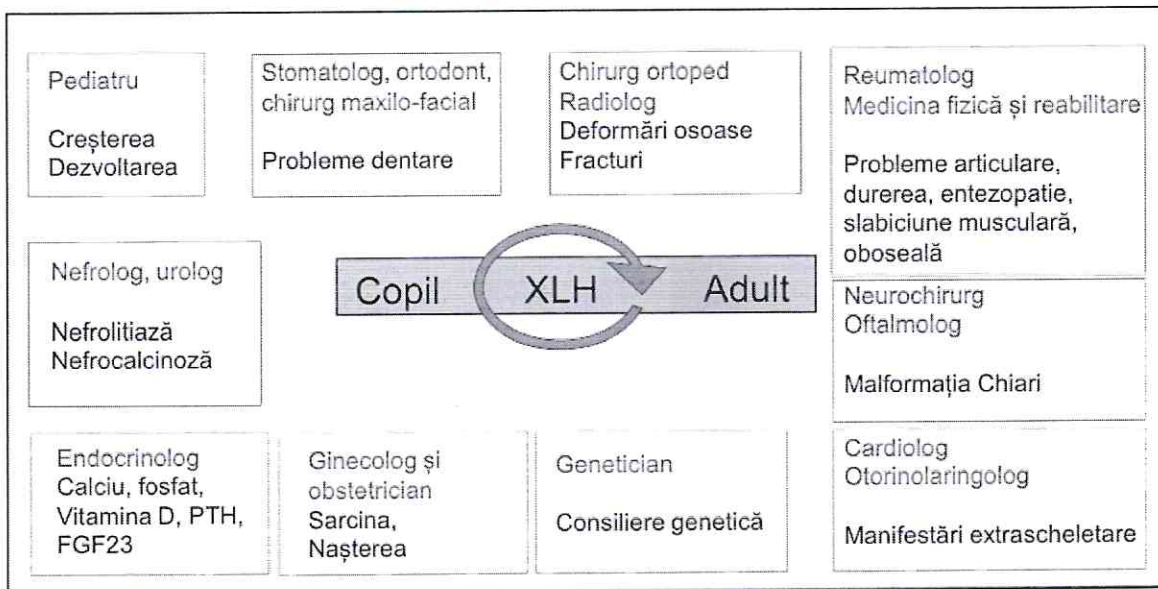 Pediatru
Creșterea
Dezvoltarea
Stomatolog, ortodont,
chirurg maxilo-facial
Probleme dentare
Chirurg ortoped
Radiolog
Deformări osoase
Fracturi
Reumatolog
Medicina fizică și reabilitare
Probleme articulare,
durerea, entezopatie,
slabiciune musculară,
oboseală
Nefrolog, urolog
Nefrolitiază
Nefrocalcinoză
Copil XLH Adult
Neurochirurg
Oftalmolog
Malformația Chiari
Endocrinolog
Calciu, fosfat,
Vitamina D, PTH,
FGF23
Ginecolog și
obstetrician
Sarcina,
Nașterea
Genetician
Consiliere genetică
Cardiolog
Otorinolaringolog
Manifestări extrascheletare